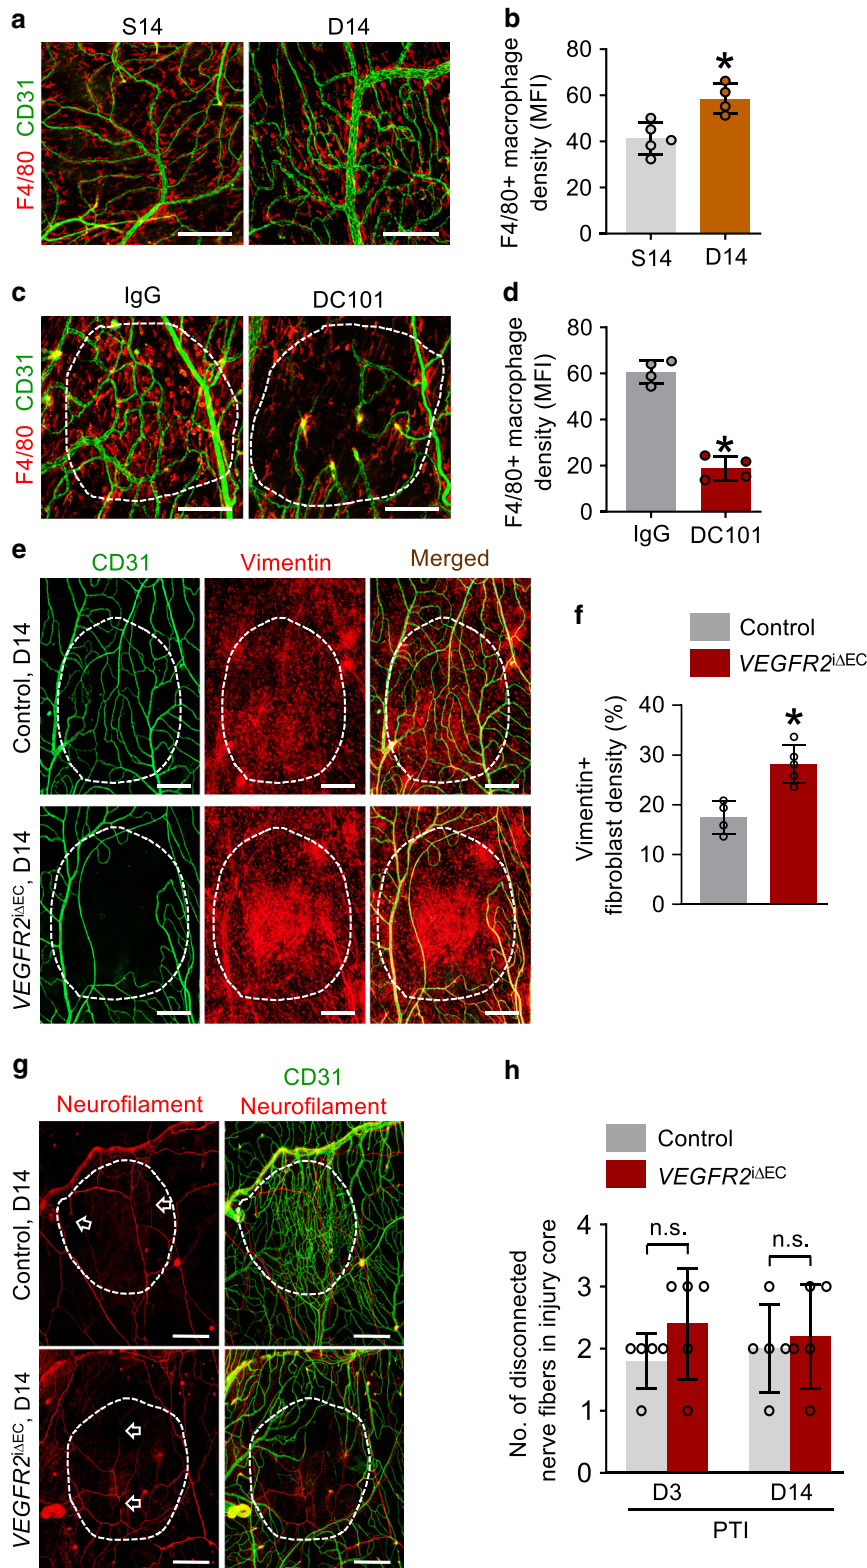 a
S14 D14
F4/80 CD31
b
F4/80+ macrophage
density (MFI)
80
60
40
20
0
*
S14 D14
c
IgG DC101
F4/80 CD31
d
F4/80+ macrophage
density (MFI)
80
60
40
20
0
*
IgG DC101
e
CD31 Vimentin Merged
Control, D14
VEGFR2iΔEC, D14
f
Control
VEGFR2iΔEC
Vimentin+
fibroblast density (%)
40
30
20
10
0
*
g
Neurofilament
CD31
Neurofilament
Control, D14
VEGFR2iΔEC, D14
h
Control
VEGFR2iΔEC
No. of disconnected
nerve fibers in injury core
4
3
2
1
0
n.s. n.s.
D3 D14
PTI